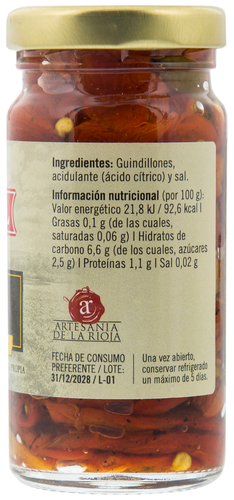 Ingredientes: Guindillones,
acidulante (ácido cítrico) y sal.
Información nutricional (por 100 g):
Valor energético 21,8 kJ / 92,6 kcal |
Grasas 0,1 g (de las cuales,
saturadas 0,06 g) | Hidratos de
carbono 6,6 g (de los cuales, azúcares
2,5 g) | Proteínas 1,1 g | Sal 0,02 g
ar
ARTESANÍA
DE LA RIOJA
FECHA DE CONSUMO
PREFERENTE / LOTE:
31/12/2028 / L-01
Una vez abierto,
conservar refrigerado
un máximo de 5 días.